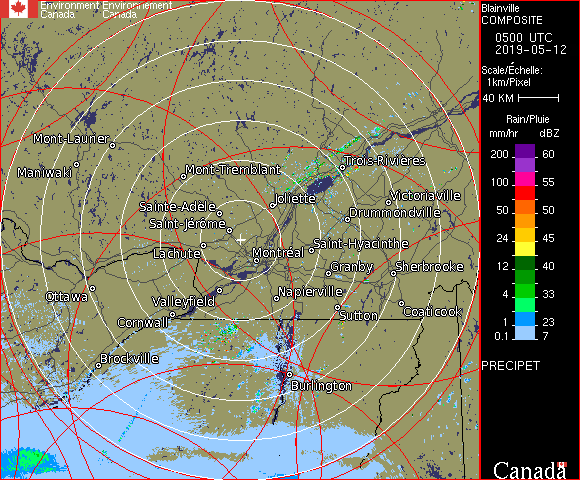 Environment Environnement
Canada Canada
Blainville
COMPOSITE
0500 UTC
2019-05-12
Scale/Échelle:
1km/Pixel
40 KM
Rain/Pluie
mm/hr dBZ
200 60
100 55
50 50
24 45
12 40
4 33
1 23
0.1 7
PRECIPET
Canada
Mont-Laurier
Maniwaki
Mont-Tremblant
Trois-Rivières
Sainte-Adèle
Joliette
Victoriaville
Saint-Jérôme
Drummondville
Lachute
Montréal
Saint-Hyacinthe
Granby
Sherbrooke
Ottawa
Valleyfield
Napierville
Cornwall
Sutton
Coaticook
Brockville
Burlington